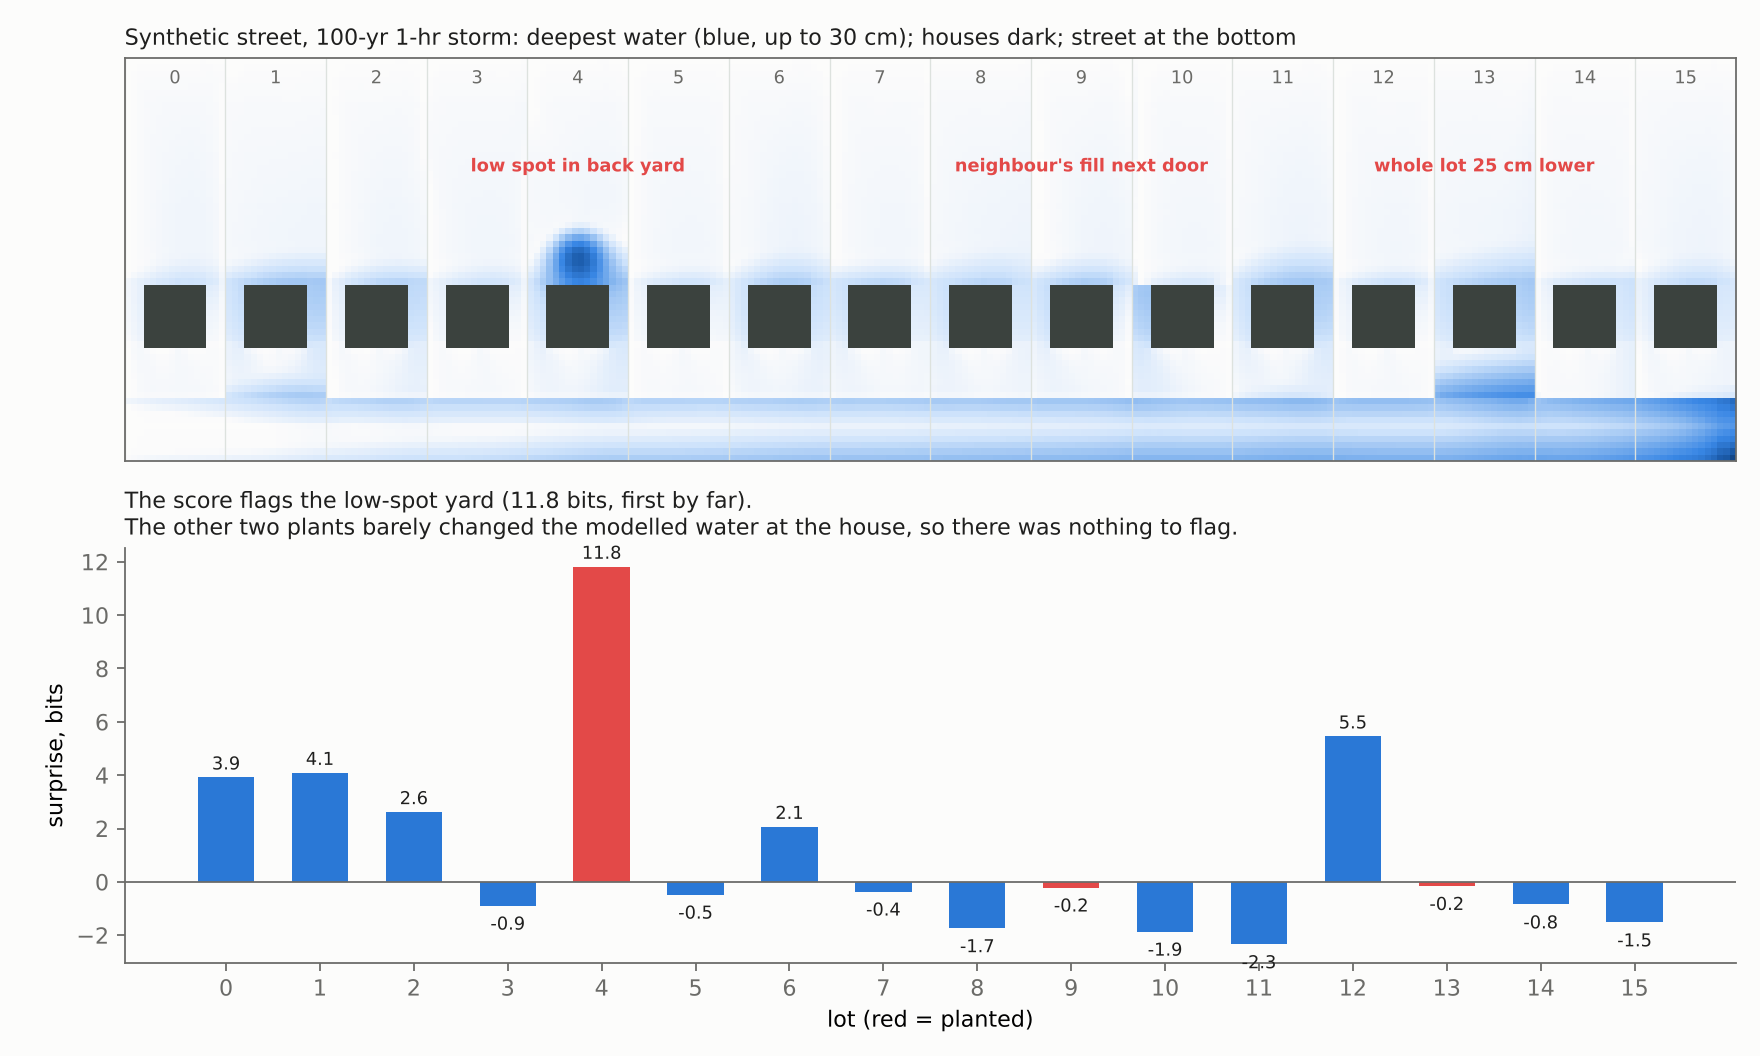 Synthetic street, 100-yr 1-hr storm: deepest water (blue, up to 30 cm); houses dark; street at the bottom
0 1 2 3 4 5 6 7 8 9 10 11 12 13 14 15
low spot in back yard neighbour's fill next door whole lot 25 cm lower
The score flags the low-spot yard (11.8 bits, first by far).
The other two plants barely changed the modelled water at the house, so there was nothing to flag.
surprise, bits
12
10
8
6
4
2
0
−2
3.9 4.1 2.6 -0.9 11.8 -0.5 2.1 -0.4 -1.7 -0.2 -1.9 -2.3 5.5 -0.2 -0.8 -1.5
0 1 2 3 4 5 6 7 8 9 10 11 12 13 14 15
lot (red = planted)